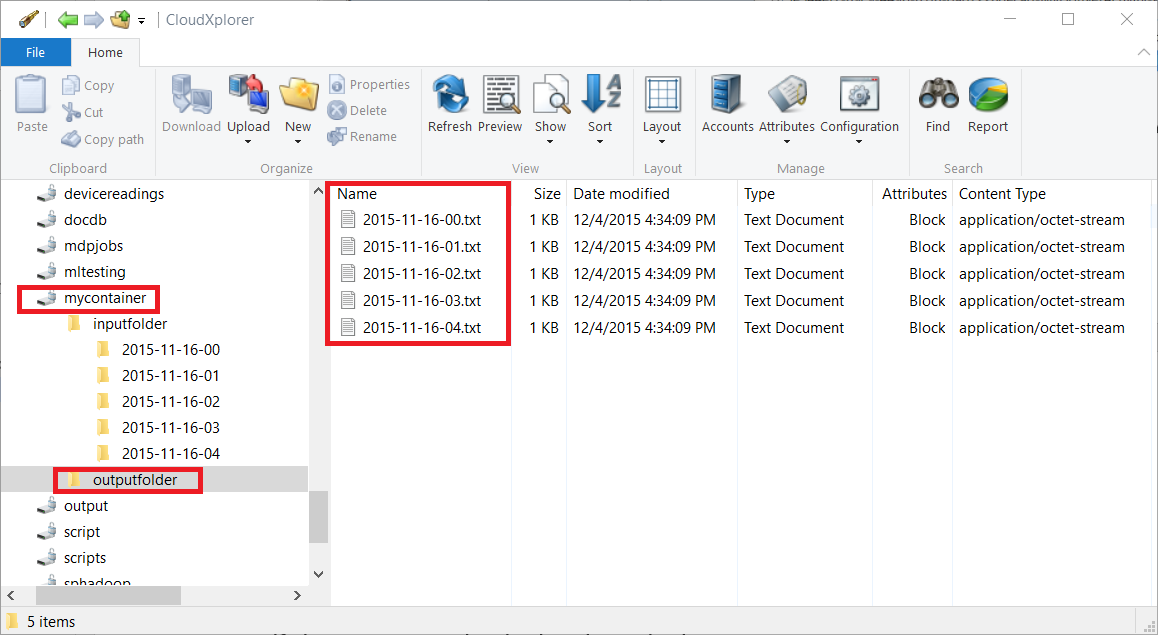 CloudXplorer
File Home
Paste Copy Cut Copy path Clipboard
Download Upload New Properties Delete Rename Organize
Refresh Preview Show Sort View
Layout Layout
Accounts Attributes Configuration Manage
Find Report Search
devicereadings
docdb
mdpjobs
mltesting
mycontainer
inputfolder
2015-11-16-00
2015-11-16-01
2015-11-16-02
2015-11-16-03
2015-11-16-04
outputfolder
output
script
scripts
sphadoop
Name Size Date modified Type Attributes Content Type
2015-11-16-00.txt 1 KB 12/4/2015 4:34:09 PM Text Document Block application/octet-stream
2015-11-16-01.txt 1 KB 12/4/2015 4:34:09 PM Text Document Block application/octet-stream
2015-11-16-02.txt 1 KB 12/4/2015 4:34:09 PM Text Document Block application/octet-stream
2015-11-16-03.txt 1 KB 12/4/2015 4:34:09 PM Text Document Block application/octet-stream
2015-11-16-04.txt 1 KB 12/4/2015 4:34:09 PM Text Document Block application/octet-stream
5 items